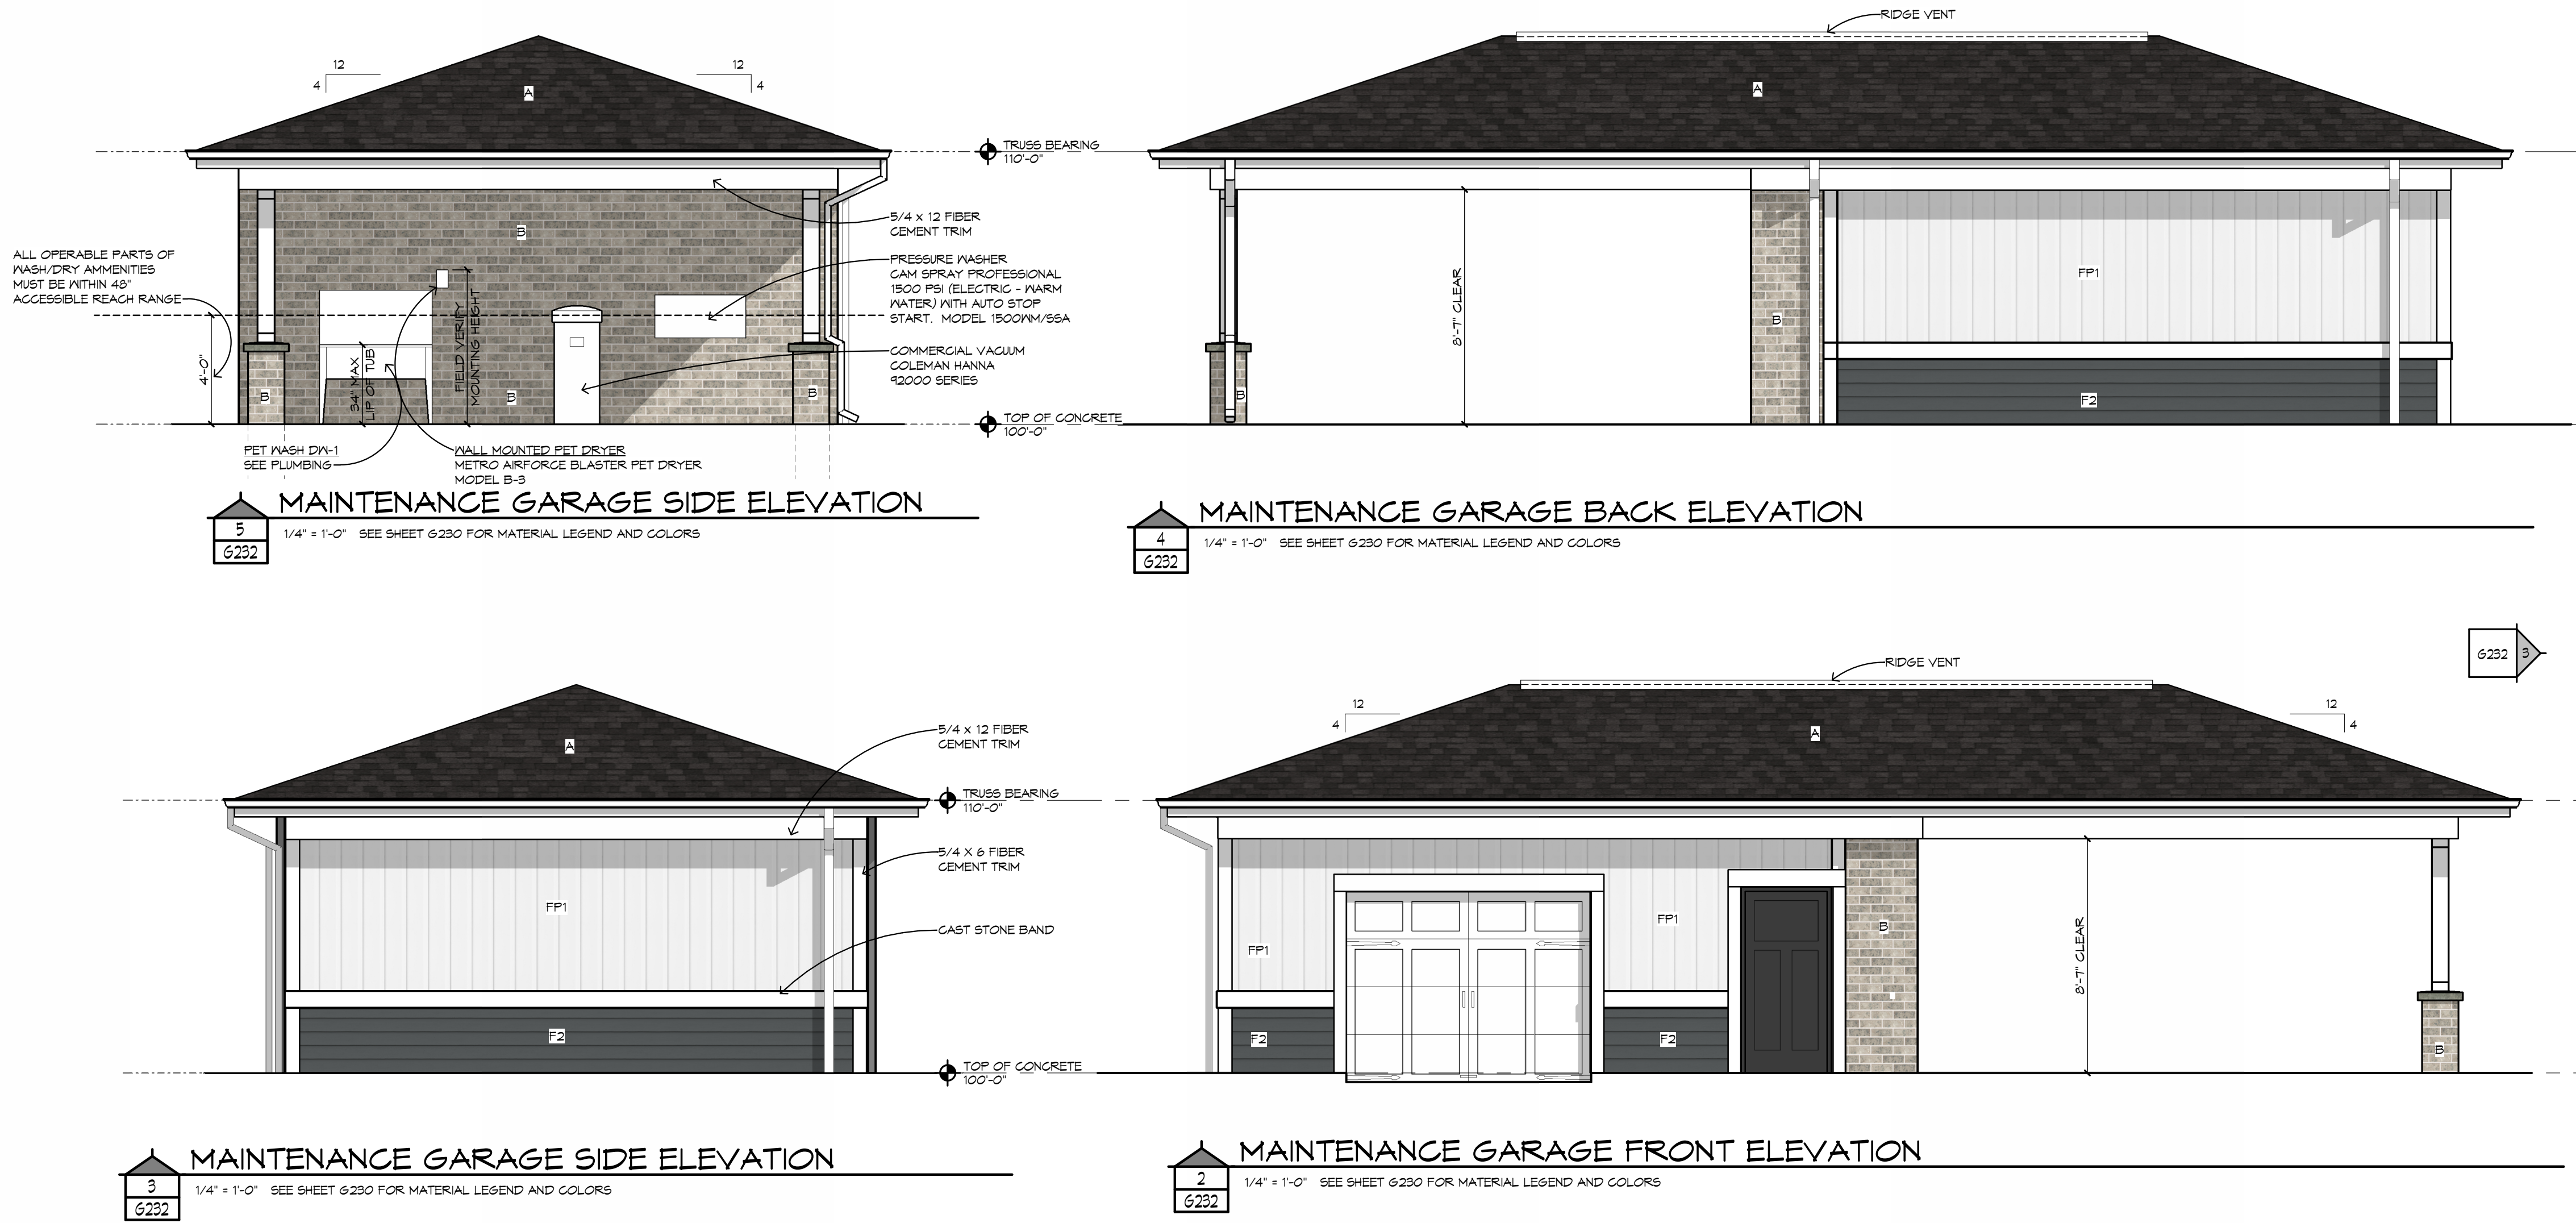 RIDGE VENT
12
4
12
4
A
A
TRUSS BEARING
110'-0"
5/4 x 12 FIBER
CEMENT TRIM
B
ALL OPERABLE PARTS OF
WASH/DRY AMMENITIES
MUST BE WITHIN 48"
ACCESSIBLE REACH RANGE
PRESSURE WASHER
CAM SPRAY PROFESSIONAL
1500 PSI (ELECTRIC - WARM
WATER) WITH AUTO STOP
START. MODEL 1500WM/SSA
COMMERCIAL VACUUM
COLEMAN HANNA
92000 SERIES
4'-0"
34" MAX
LIP OF TUB
FIELD VERIFY
MOUNTING HEIGHT
B
B
B
8'-7" CLEAR
B
B
FP1
F2
TOP OF CONCRETE
100'-0"
PET WASH DW-1
SEE PLUMBING
WALL MOUNTED PET DRYER
METRO AIRFORCE BLASTER PET DRYER
MODEL B-3
MAINTENANCE GARAGE SIDE ELEVATION
5
G232
1/4" = 1'-0" SEE SHEET G230 FOR MATERIAL LEGEND AND COLORS
MAINTENANCE GARAGE BACK ELEVATION
4
G232
1/4" = 1'-0" SEE SHEET G230 FOR MATERIAL LEGEND AND COLORS
G232
3
RIDGE VENT
12
4
12
4
A
A
5/4 x 12 FIBER
CEMENT TRIM
TRUSS BEARING
110'-0"
5/4 X 6 FIBER
CEMENT TRIM
FP1
CAST STONE BAND
F2
TOP OF CONCRETE
100'-0"
FP1
FP1
B
8'-7" CLEAR
F2
F2
B
MAINTENANCE GARAGE SIDE ELEVATION
3
G232
1/4" = 1'-0" SEE SHEET G230 FOR MATERIAL LEGEND AND COLORS
MAINTENANCE GARAGE FRONT ELEVATION
2
G232
1/4" = 1'-0" SEE SHEET G230 FOR MATERIAL LEGEND AND COLORS